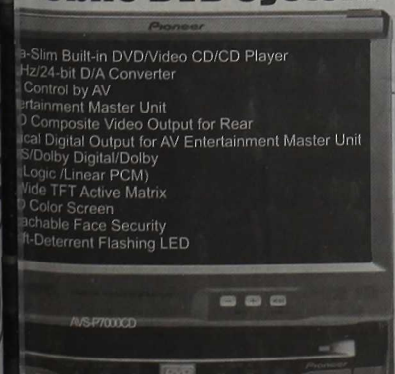 Pioneer
a-Slim Built-in DVD/Video CD/CD Player
Hz/24-bit D/A Converter
Control by AV
ertainment Master Unit
Composite Video Output for Rear
ical Digital Output for AV Entertainment Master Unit
S/Dolby Digital/Dolby
Logic /Linear PCM)
Wide TFT Active Matrix
Color Screen
achable Face Security
ft-Deterrent Flashing LED
AVS-P7000CD
Pioneer